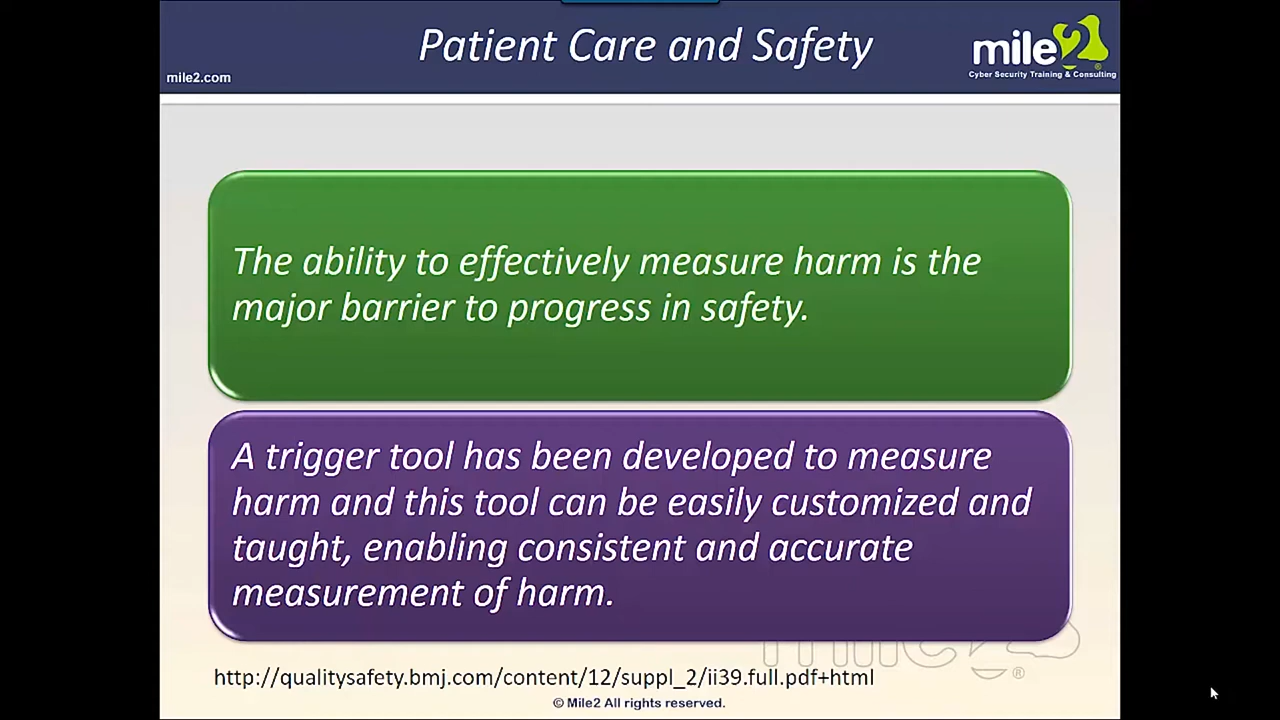 Patient Care and Safety
mile2
Cyber Security Training & Consulting
mile2.com
The ability to effectively measure harm is the
major barrier to progress in safety.
A trigger tool has been developed to measure
harm and this tool can be easily customized and
taught, enabling consistent and accurate
measurement of harm.
mile2
®
http://qualitysafety.bmj.com/content/12/suppl_2/ii39.full.pdf+html
© Mile2 All rights reserved.